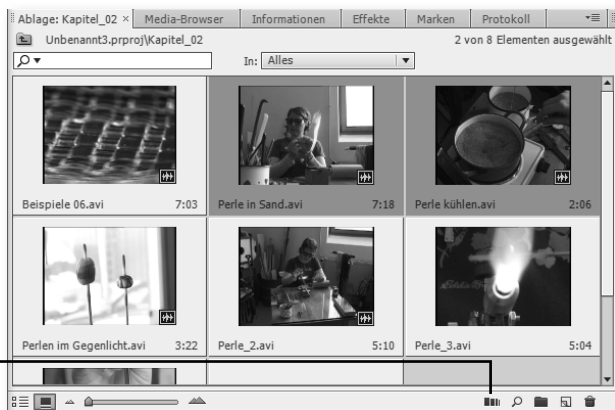 Ablage: Kapitel_02 × Media-Browser Informationen Effekte Marken Protokoll
Unbenannt3.prproj\Kapitel_02 2 von 8 Elementen ausgewählt
In: Alles
Beispiele 06.avi 7:03 Perle in Sand.avi 7:18 Perle kühlen.avi 2:06
Perlen im Gegenlicht.avi 3:22 Perle_2.avi 5:10 Perle_3.avi 5:04